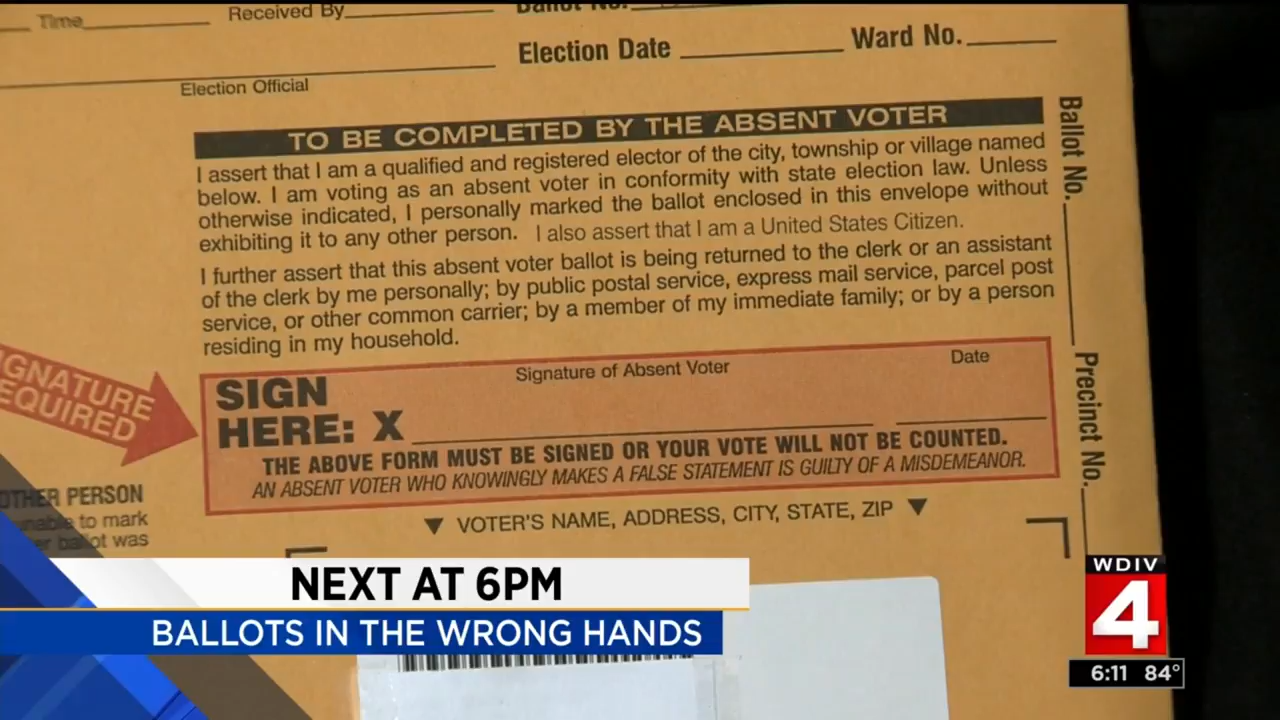 Time
Received By
Ballot No.
Election Date
Ward No.
Election Official
TO BE COMPLETED BY THE ABSENT VOTER
I assert that I am a qualified and registered elector of the city, township or village named
below. I am voting as an absent voter in conformity with state election law. Unless
otherwise indicated, I personally marked the ballot enclosed in this envelope without
exhibiting it to any other person. I also assert that I am a United States Citizen.
I further assert that this absent voter ballot is being returned to the clerk or an assistant
of the clerk by me personally; by public postal service, express mail service, parcel post
service, or other common carrier; by a member of my immediate family; or by a person
residing in my household.
Ballot No.
Precinct No.
SIGNATURE
REQUIRED
SIGN
HERE: X
Signature of Absent Voter
Date
THE ABOVE FORM MUST BE SIGNED OR YOUR VOTE WILL NOT BE COUNTED.
AN ABSENT VOTER WHO KNOWINGLY MAKES A FALSE STATEMENT IS GUILTY OF A MISDEMEANOR.
OTHER PERSON
unable to mark
ballot was
▼ VOTER'S NAME, ADDRESS, CITY, STATE, ZIP ▼
NEXT AT 6PM
BALLOTS IN THE WRONG HANDS
WDIV
4
6:11 84°